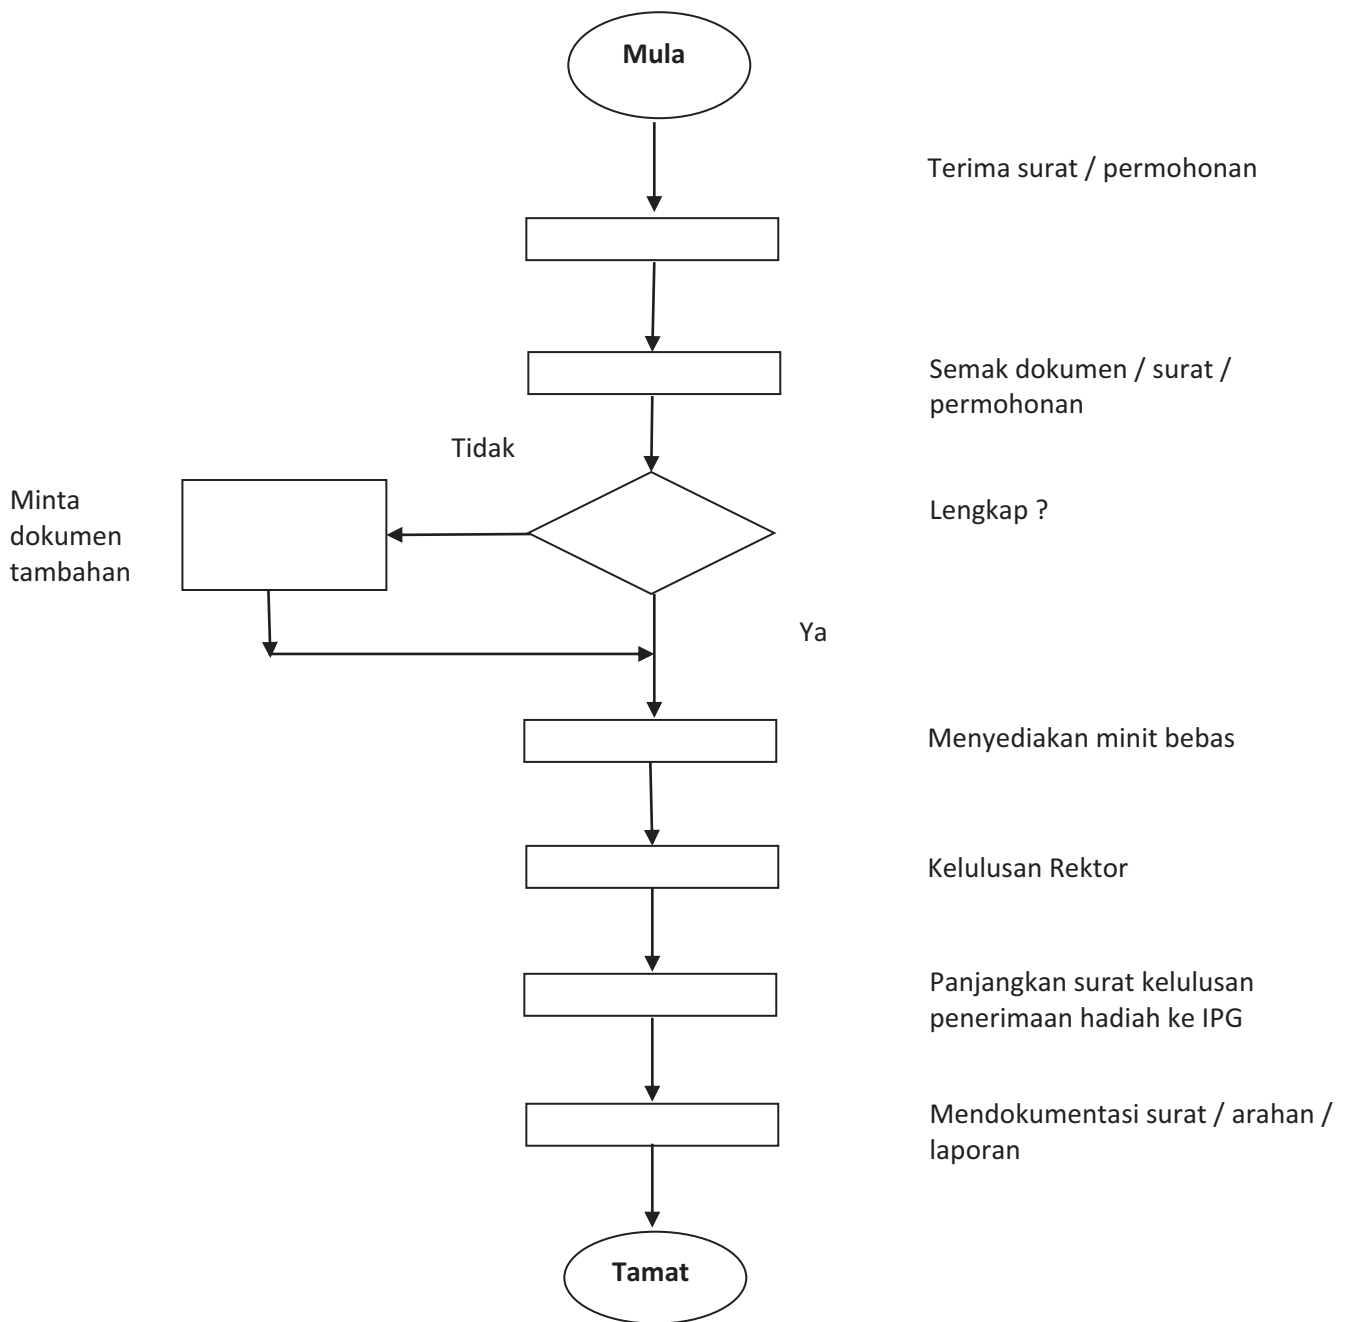 Mula
Terima surat / permohonan
Semak dokumen / surat /
permohonan
Tidak
Lengkap ?
Minta
dokumen
tambahan
Ya
Menyediakan minit bebas
Kelulusan Rektor
Panjangkan surat kelulusan
penerimaan hadiah ke IPG
Mendokumentasi surat / arahan /
laporan
Tamat